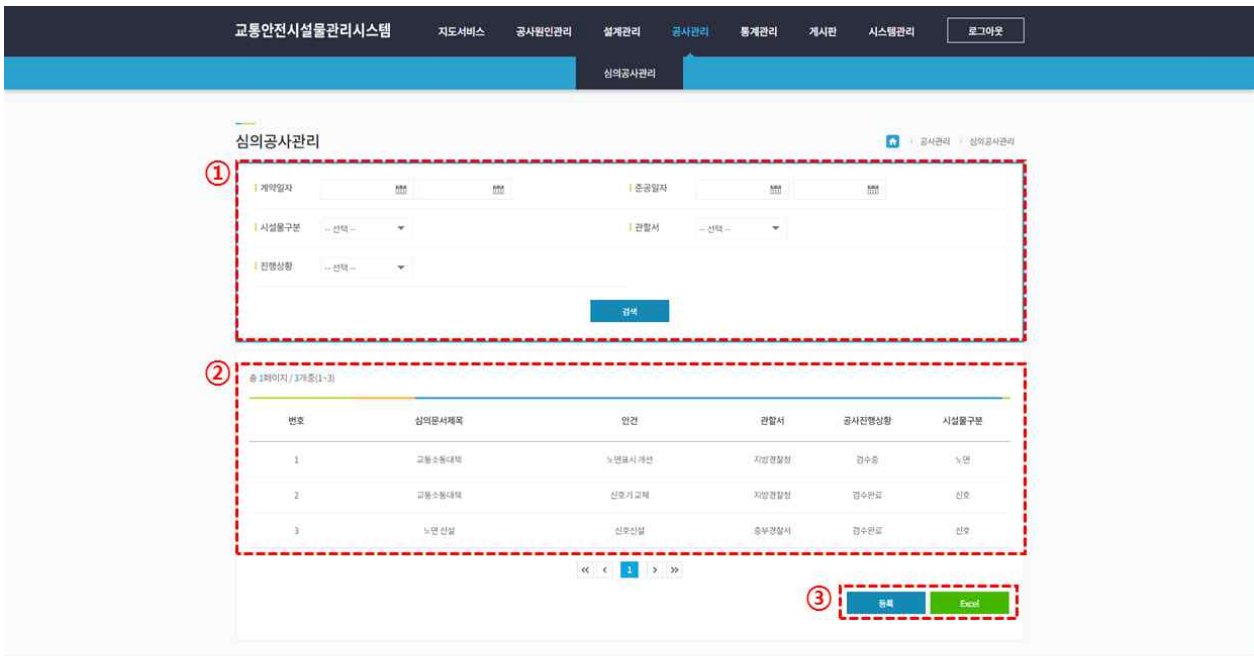 교통안전시설물관리시스템 지도서비스 공사원인관리 설계관리 공사관리 통계관리 게시판 시스템관리 로그아웃
심의공사관리
심의공사관리
공사관리 심의공사관리
①
계약일자 준공일자
시설물구분 -- 선택 -- 관할서 -- 선택 --
진행상황 -- 선택 --
검색
②
총 1페이지 / 3개중(1~3)
번호 심의문서제목 안건 관할서 공사진행상황 시설물구분
1 교통소통대책 노면표시 개선 지방경찰청 검수중 노면
2 교통소통대책 신호기 교체 지방경찰청 검수완료 신호
3 노면 신설 신호신설 중부경찰서 검수완료 신호
« ‹ 1 › »
③
등록 Excel